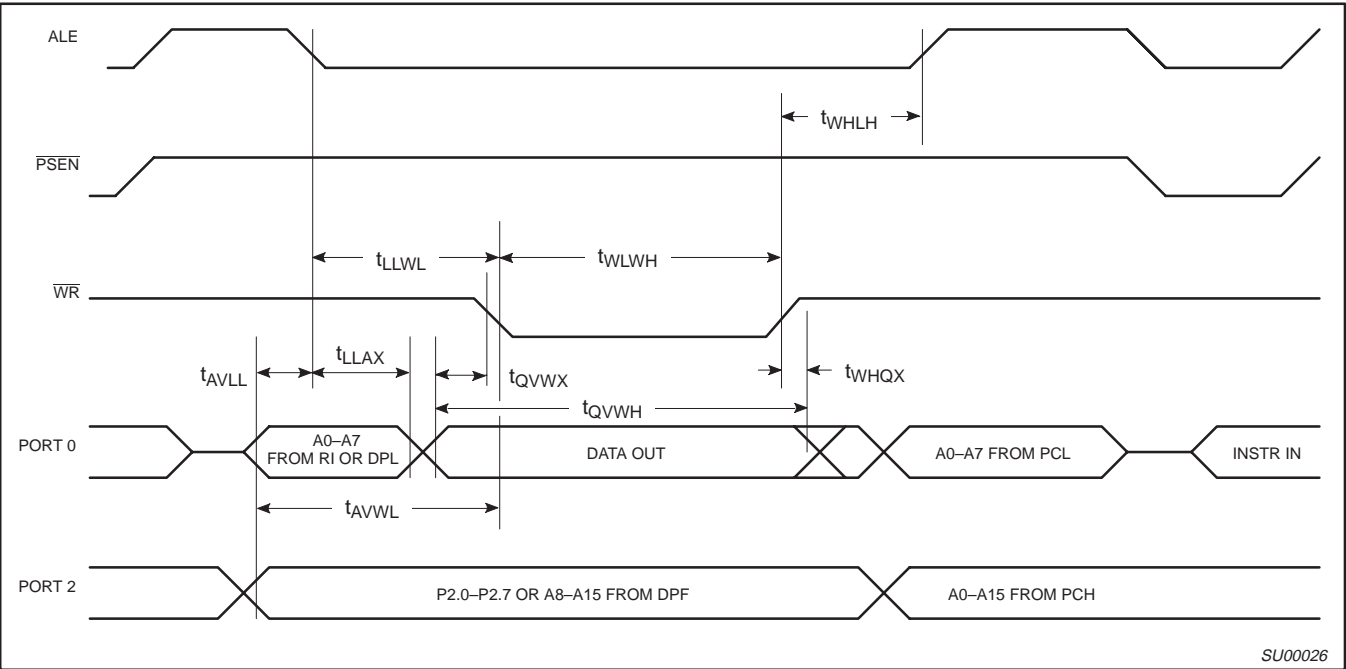 ALE
tWHLH
PSEN
tLLWL
tWLWH
WR
tLLAX
tAVLL
tQVWX
tWHQX
tQVWH
PORT 0
A0–A7
FROM RI OR DPL
DATA OUT
A0–A7 FROM PCL
INSTR IN
tAVWL
PORT 2
P2.0–P2.7 OR A8–A15 FROM DPF
A0–A15 FROM PCH
SU00026